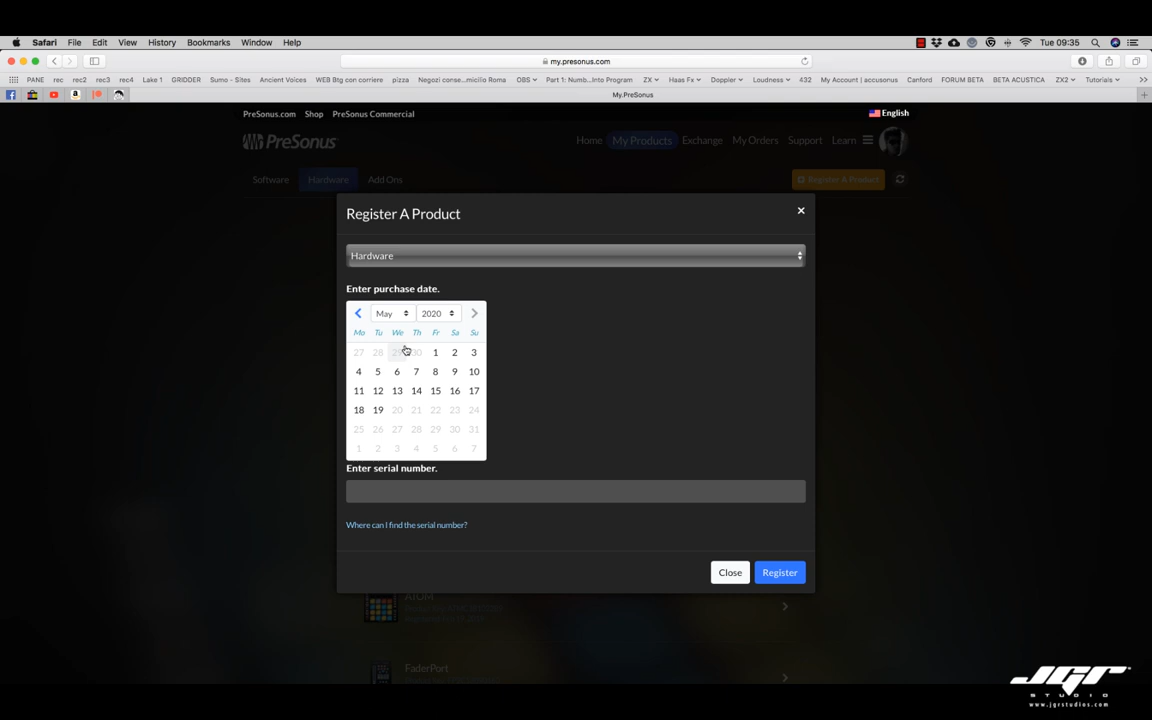 Safari File Edit View History Bookmarks Window Help Tue 09:35
my.presonus.com
PANE rec rec2 rec3 rec4 Lake 1 GRIDDER Sumo - Sites Ancient Voices WEB Btg con corriere pizza Negozi conse...micilio Roma OBS Part 1: Numb...Into Program ZX Haas Fx Doppler Loudness 432 My Account | accusonus Canford FORUM BETA BETA ACUSTICA ZX2 Tutorials
My.PreSonus
PreSonus.com Shop PreSonus Commercial English
PreSonus Home My Products Exchange My Orders Support Learn
Software Hardware Add Ons Register A Product
Register A Product
Hardware
Enter purchase date.
May 2020
Mo Tu We Th Fr Sa Su
27 28 29 30 1 2 3
4 5 6 7 8 9 10
11 12 13 14 15 16 17
18 19 20 21 22 23 24
25 26 27 28 29 30 31
1 2 3 4 5 6 7
Enter serial number.
Where can I find the serial number?
Close Register
ATOM
FaderPort
JGR
STUDIO
www.jgrstudios.com